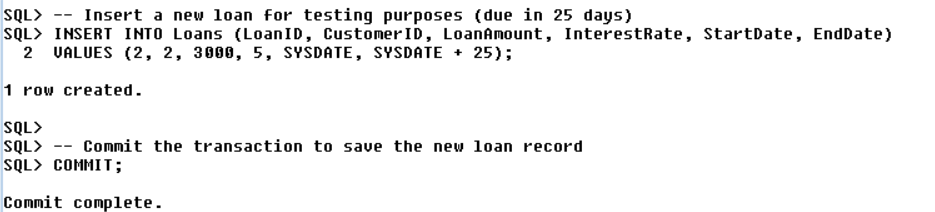 SQL> -- Insert a new loan for testing purposes (due in 25 days)
SQL> INSERT INTO Loans (LoanID, CustomerID, LoanAmount, InterestRate, StartDate, EndDate)
  2  VALUES (2, 2, 3000, 5, SYSDATE, SYSDATE + 25);
1 row created.
SQL>
SQL> -- Commit the transaction to save the new loan record
SQL> COMMIT;
Commit complete.